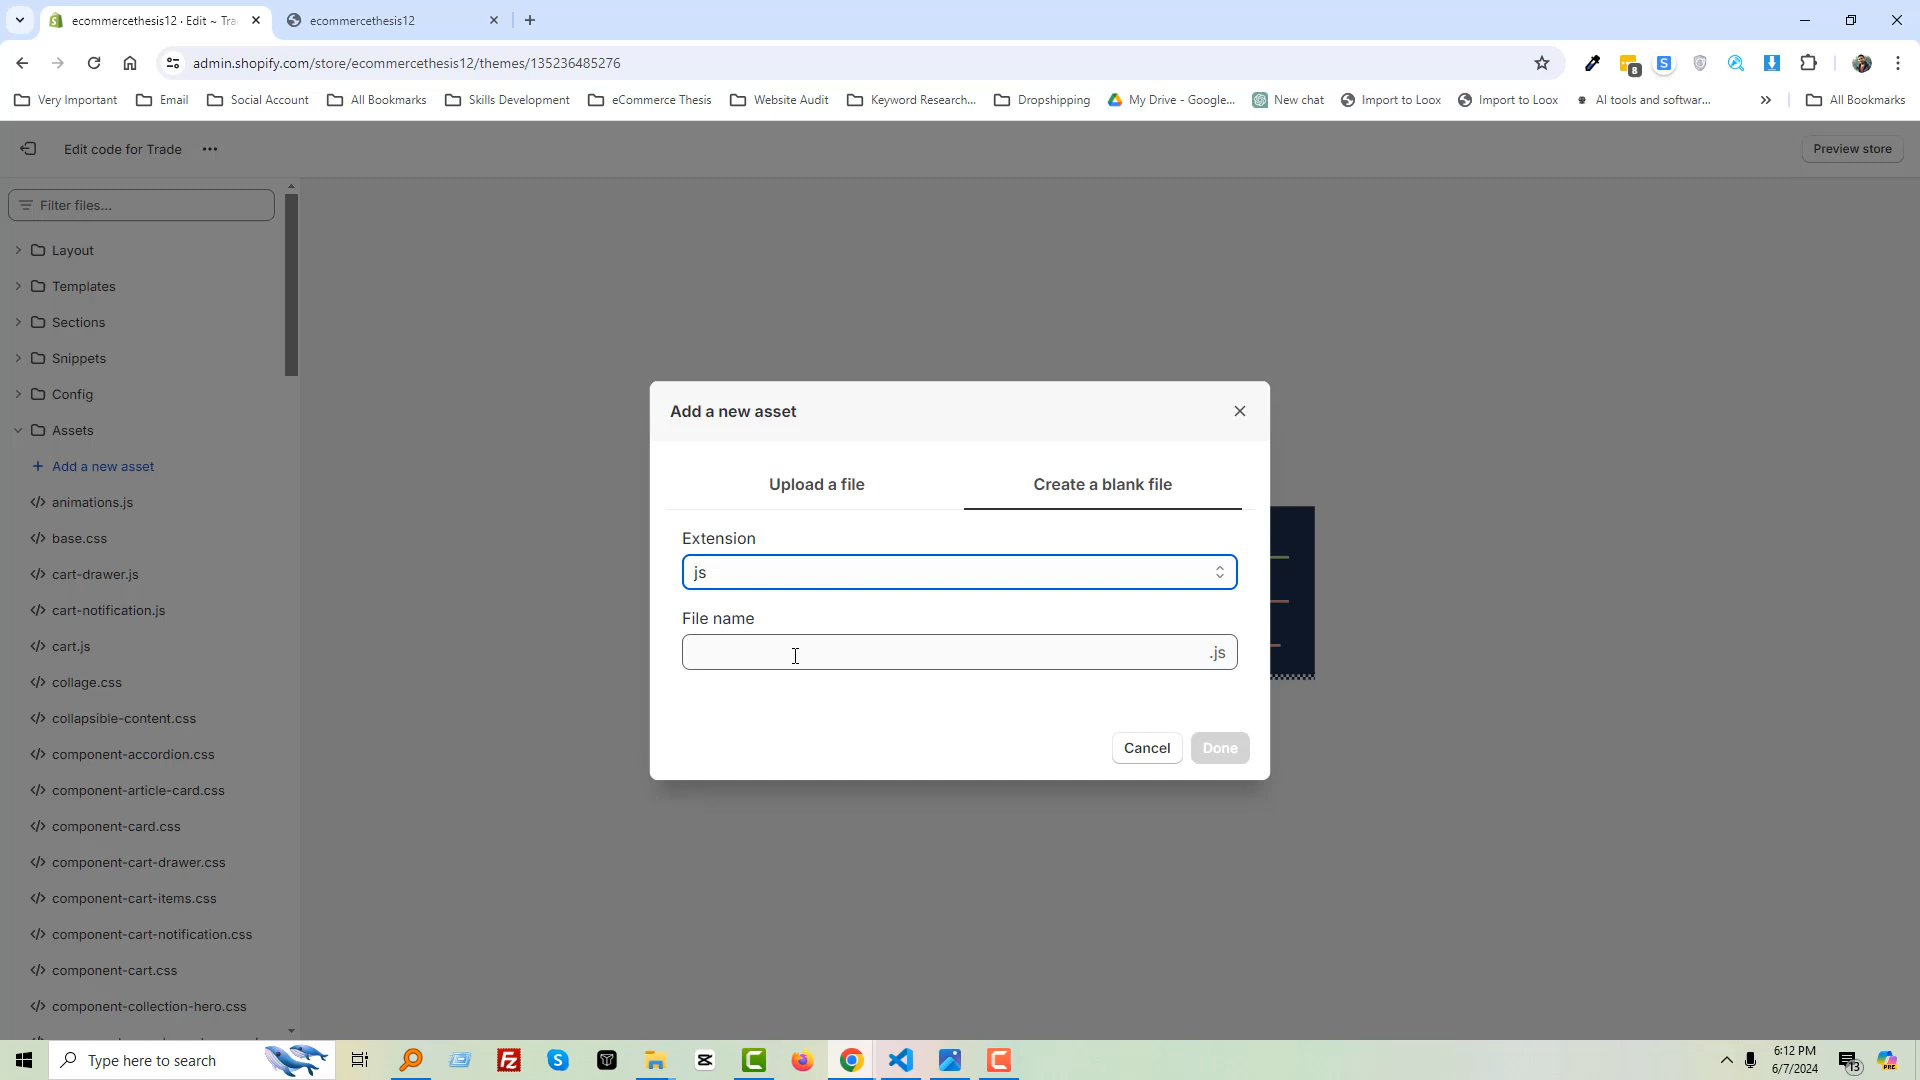 ecommercethesis12 · Edit ~ Tra
ecommercethesis12
admin.shopify.com/store/ecommercethesis12/themes/135236485276
8
S
Very Important
Email
Social Account
All Bookmarks
Skills Development
eCommerce Thesis
Website Audit
Keyword Research...
Dropshipping
My Drive - Google...
New chat
Import to Loox
Import to Loox
AI tools and softwar...
»
All Bookmarks
Edit code for Trade
Preview store
Filter files...
Layout
Templates
Sections
Snippets
Config
Assets
+ Add a new asset
</> animations.js
</> base.css
</> cart-drawer.js
</> cart-notification.js
</> cart.js
</> collage.css
</> collapsible-content.css
</> component-accordion.css
</> component-article-card.css
</> component-card.css
</> component-cart-drawer.css
</> component-cart-items.css
</> component-cart-notification.css
</> component-cart.css
</> component-collection-hero.css
Add a new asset
Upload a file
Create a blank file
Extension
js
File name
.js
Cancel
Done
Type here to search
6:12 PM
6/7/2024
13
PRE